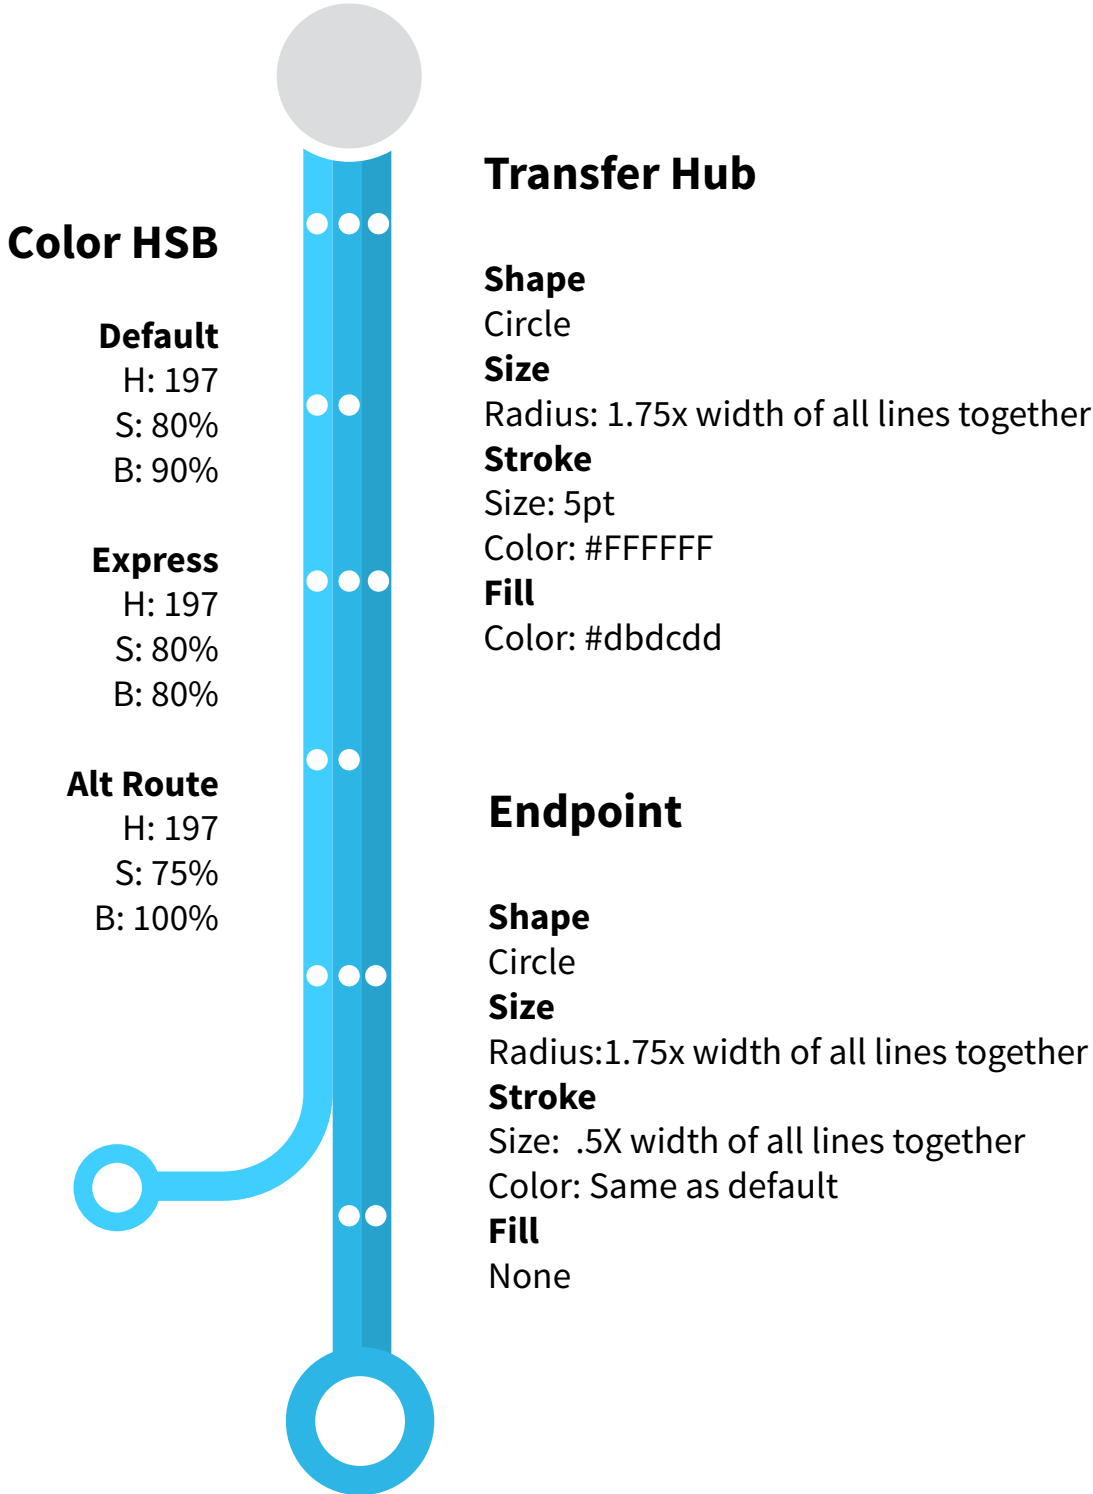 Color HSB
Default
H: 197
S: 80%
B: 90%
Express
H: 197
S: 80%
B: 80%
Alt Route
H: 197
S: 75%
B: 100%
Transfer Hub
Shape
Circle
Size
Radius: 1.75x width of all lines together
Stroke
Size: 5pt
Color: #FFFFFF
Fill
Color: #dbdcdd
Endpoint
Shape
Circle
Size
Radius:1.75x width of all lines together
Stroke
Size:  .5X width of all lines together
Color: Same as default
Fill
None